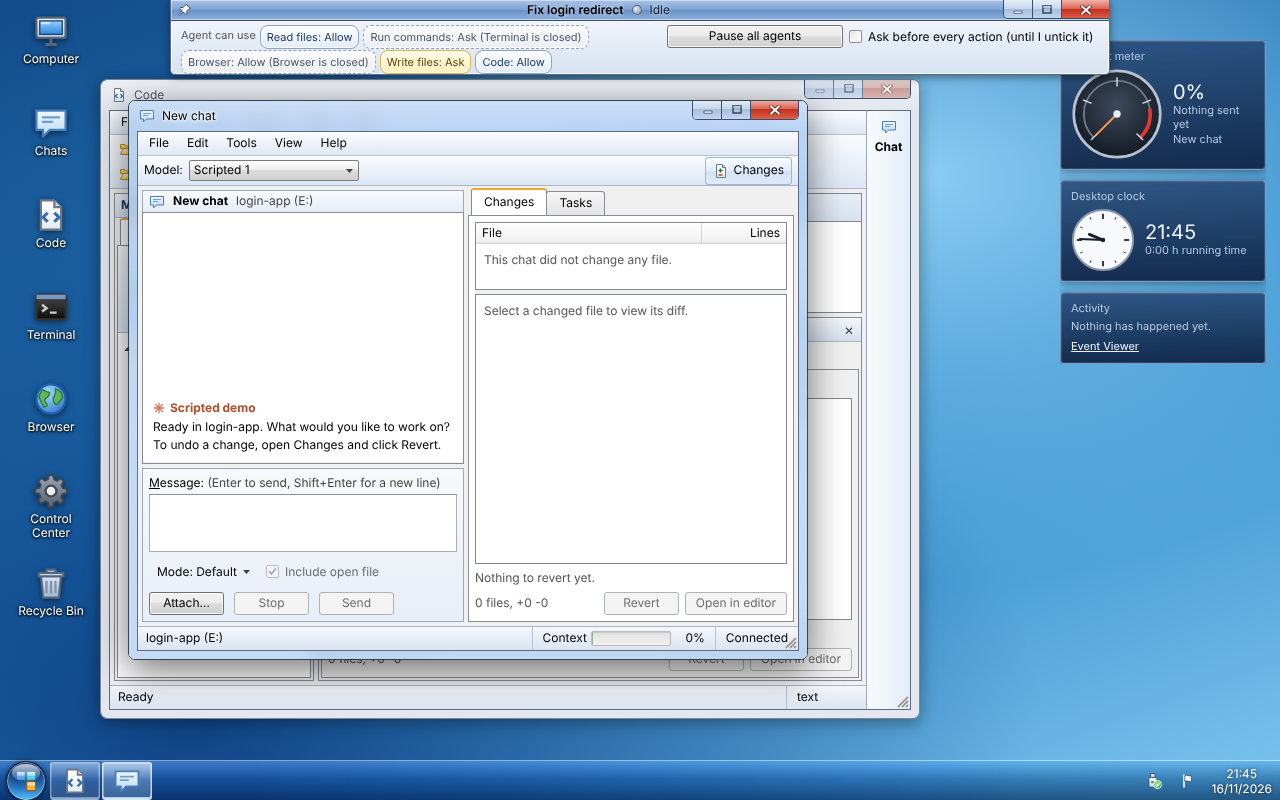 Fix login redirect Idle
Agent can use Read files: Allow Run commands: Ask (Terminal is closed)
Browser: Allow (Browser is closed) Write files: Ask Code: Allow
Pause all agents Ask before every action (until I untick it)
Computer
Chats
Code
Terminal
Browser
Control
Center
Recycle Bin
Code
New chat
File Edit Tools View Help
Model: Scripted 1 Changes
New chat login-app (E:)
Scripted demo
Ready in login-app. What would you like to work on?
To undo a change, open Changes and click Revert.
Message: (Enter to send, Shift+Enter for a new line)
Mode: Default Include open file
Attach... Stop Send
Changes Tasks
File Lines
This chat did not change any file.
Select a changed file to view its diff.
Nothing to revert yet.
0 files, +0 -0 Revert Open in editor
login-app (E:) Context 0% Connected
0 files, +0 -0 Revert Open in editor
Ready text
Chat
meter
0%
Nothing sent
yet
New chat
Desktop clock
21:45
0:00 h running time
Activity
Nothing has happened yet.
Event Viewer
21:45
16/11/2026